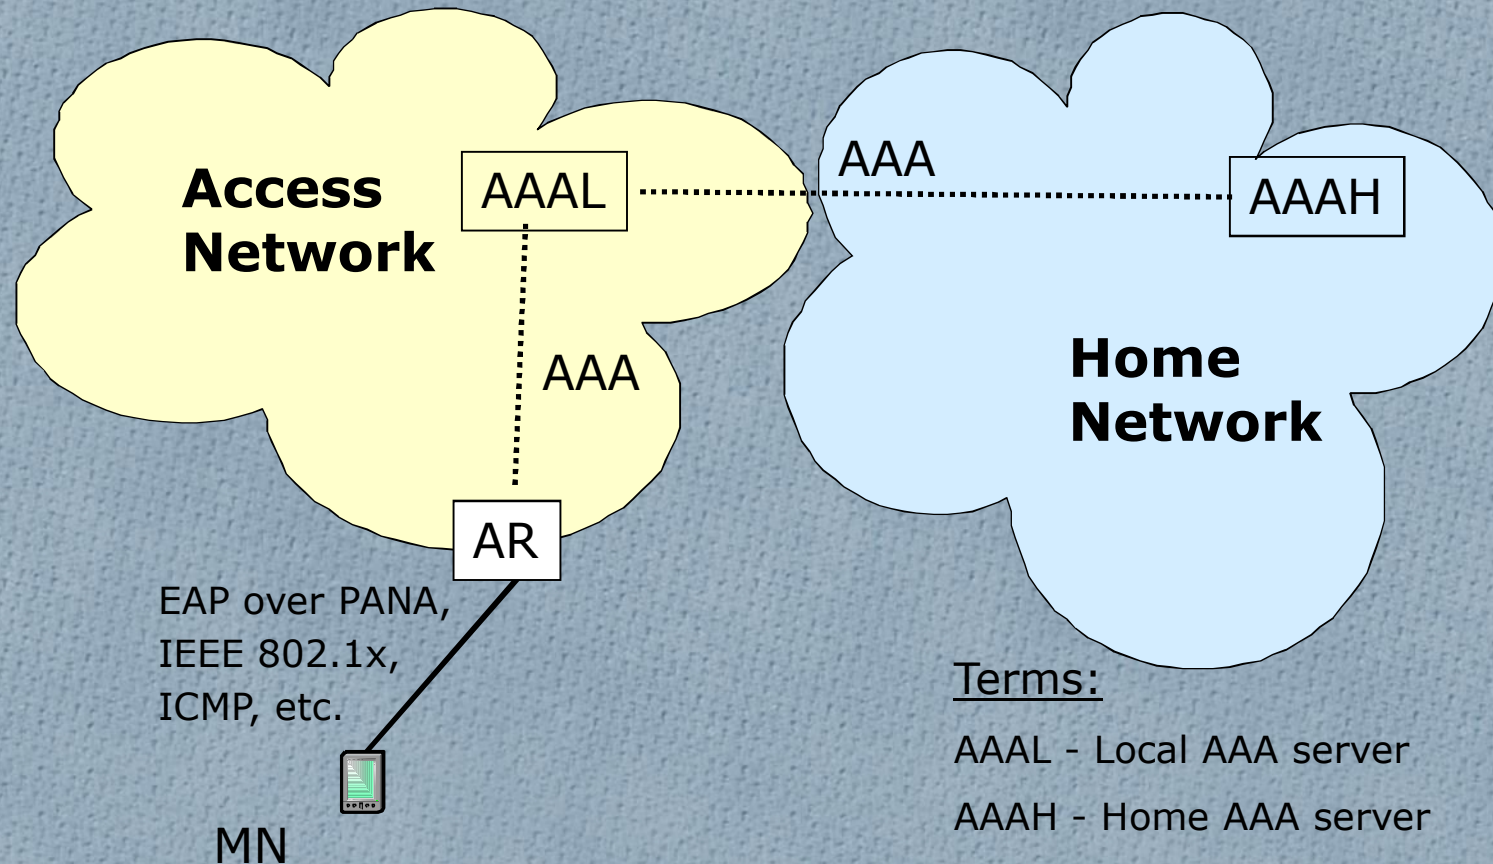 Access
Network
AAAL
AAA
AAAH
AAA
Home
Network
AR
EAP over PANA,
IEEE 802.1x,
ICMP, etc.
MN
Terms:
AAAL - Local AAA server
AAAH - Home AAA server